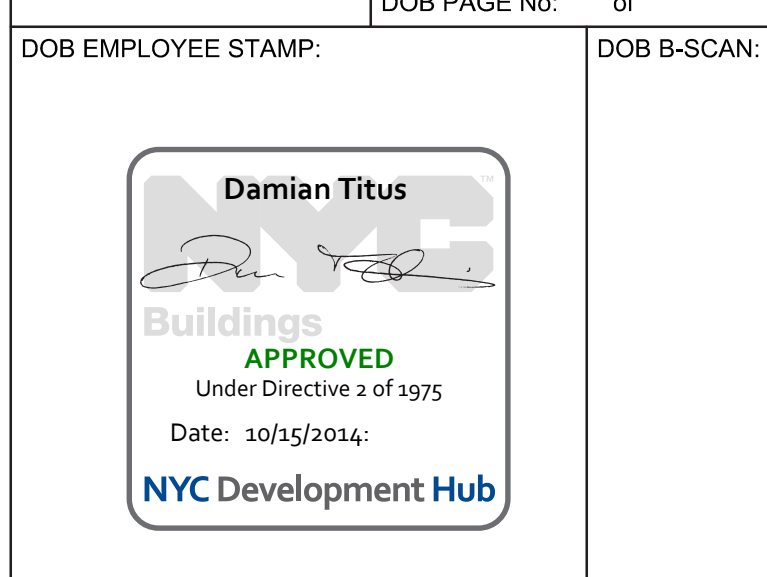 DOB PAGE No: of
DOB EMPLOYEE STAMP:
DOB B-SCAN:
NYC™
Damian Titus
Buildings
APPROVED
Under Directive 2 of 1975
Date: 10/15/2014:
NYC Development Hub